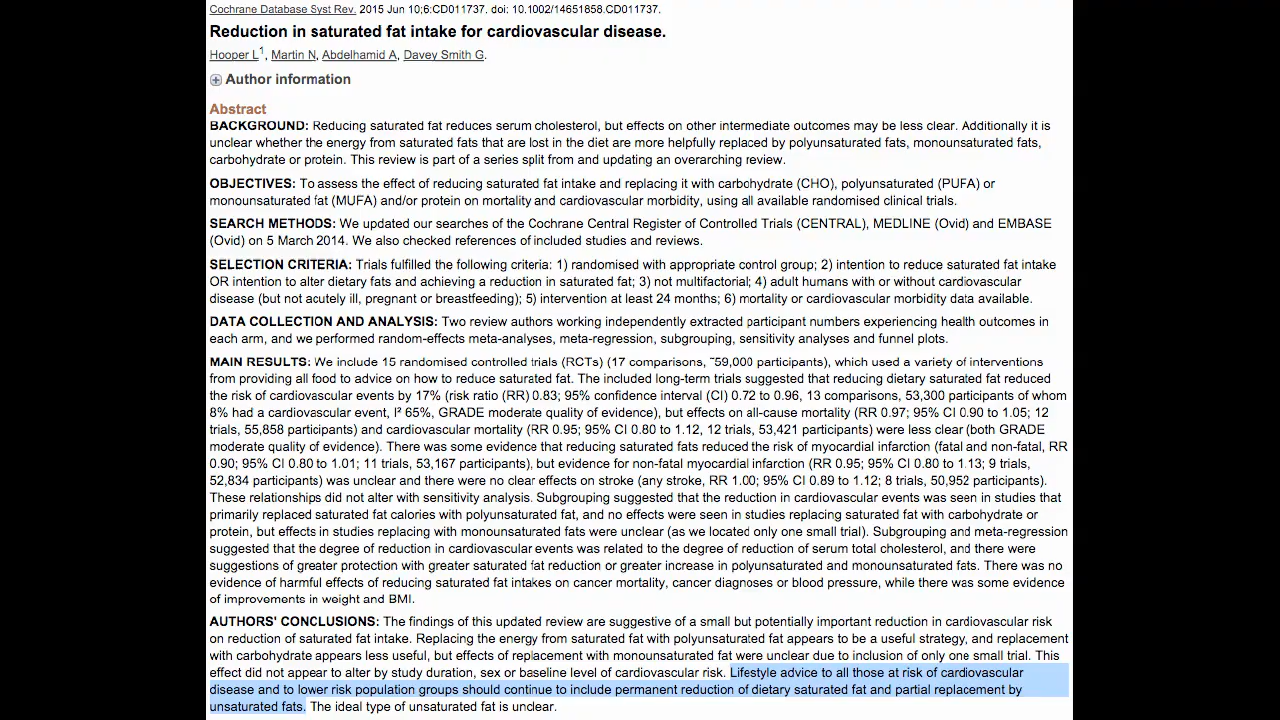 Cochrane Database Syst Rev. 2015 Jun 10;6:CD011737. doi: 10.1002/14651858.CD011737.
Reduction in saturated fat intake for cardiovascular disease.
Hooper L1, Martin N, Abdelhamid A, Davey Smith G.
Author information
Abstract
BACKGROUND: Reducing saturated fat reduces serum cholesterol, but effects on other intermediate outcomes may be less clear. Additionally it is
unclear whether the energy from saturated fats that are lost in the diet are more helpfully replaced by polyunsaturated fats, monounsaturated fats,
carbohydrate or protein. This review is part of a series split from and updating an overarching review.
OBJECTIVES: To assess the effect of reducing saturated fat intake and replacing it with carbohydrate (CHO), polyunsaturated (PUFA) or
monounsaturated fat (MUFA) and/or protein on mortality and cardiovascular morbidity, using all available randomised clinical trials.
SEARCH METHODS: We updated our searches of the Cochrane Central Register of Controlled Trials (CENTRAL), MEDLINE (Ovid) and EMBASE
(Ovid) on 5 March 2014. We also checked references of included studies and reviews.
SELECTION CRITERIA: Trials fulfilled the following criteria: 1) randomised with appropriate control group; 2) intention to reduce saturated fat intake
OR intention to alter dietary fats and achieving a reduction in saturated fat; 3) not multifactorial; 4) adult humans with or without cardiovascular
disease (but not acutely ill, pregnant or breastfeeding); 5) intervention at least 24 months; 6) mortality or cardiovascular morbidity data available.
DATA COLLECTION AND ANALYSIS: Two review authors working independently extracted participant numbers experiencing health outcomes in
each arm, and we performed random-effects meta-analyses, meta-regression, subgrouping, sensitivity analyses and funnel plots.
MAIN RESULTS: We include 15 randomised controlled trials (RCTs) (17 comparisons, ~59,000 participants), which used a variety of interventions
from providing all food to advice on how to reduce saturated fat. The included long-term trials suggested that reducing dietary saturated fat reduced
the risk of cardiovascular events by 17% (risk ratio (RR) 0.83; 95% confidence interval (CI) 0.72 to 0.96, 13 comparisons, 53,300 participants of whom
8% had a cardiovascular event, I² 65%, GRADE moderate quality of evidence), but effects on all-cause mortality (RR 0.97; 95% CI 0.90 to 1.05; 12
trials, 55,858 participants) and cardiovascular mortality (RR 0.95; 95% CI 0.80 to 1.12, 12 trials, 53,421 participants) were less clear (both GRADE
moderate quality of evidence). There was some evidence that reducing saturated fats reduced the risk of myocardial infarction (fatal and non-fatal, RR
0.90; 95% CI 0.80 to 1.01; 11 trials, 53,167 participants), but evidence for non-fatal myocardial infarction (RR 0.95; 95% CI 0.80 to 1.13; 9 trials,
52,834 participants) was unclear and there were no clear effects on stroke (any stroke, RR 1.00; 95% CI 0.89 to 1.12; 8 trials, 50,952 participants).
These relationships did not alter with sensitivity analysis. Subgrouping suggested that the reduction in cardiovascular events was seen in studies that
primarily replaced saturated fat calories with polyunsaturated fat, and no effects were seen in studies replacing saturated fat with carbohydrate or
protein, but effects in studies replacing with monounsaturated fats were unclear (as we located only one small trial). Subgrouping and meta-regression
suggested that the degree of reduction in cardiovascular events was related to the degree of reduction of serum total cholesterol, and there were
suggestions of greater protection with greater saturated fat reduction or greater increase in polyunsaturated and monounsaturated fats. There was no
evidence of harmful effects of reducing saturated fat intakes on cancer mortality, cancer diagnoses or blood pressure, while there was some evidence
of improvements in weight and BMI.
AUTHORS' CONCLUSIONS: The findings of this updated review are suggestive of a small but potentially important reduction in cardiovascular risk
on reduction of saturated fat intake. Replacing the energy from saturated fat with polyunsaturated fat appears to be a useful strategy, and replacement
with carbohydrate appears less useful, but effects of replacement with monounsaturated fat were unclear due to inclusion of only one small trial. This
effect did not appear to alter by study duration, sex or baseline level of cardiovascular risk. Lifestyle advice to all those at risk of cardiovascular
disease and to lower risk population groups should continue to include permanent reduction of dietary saturated fat and partial replacement by
unsaturated fats. The ideal type of unsaturated fat is unclear.